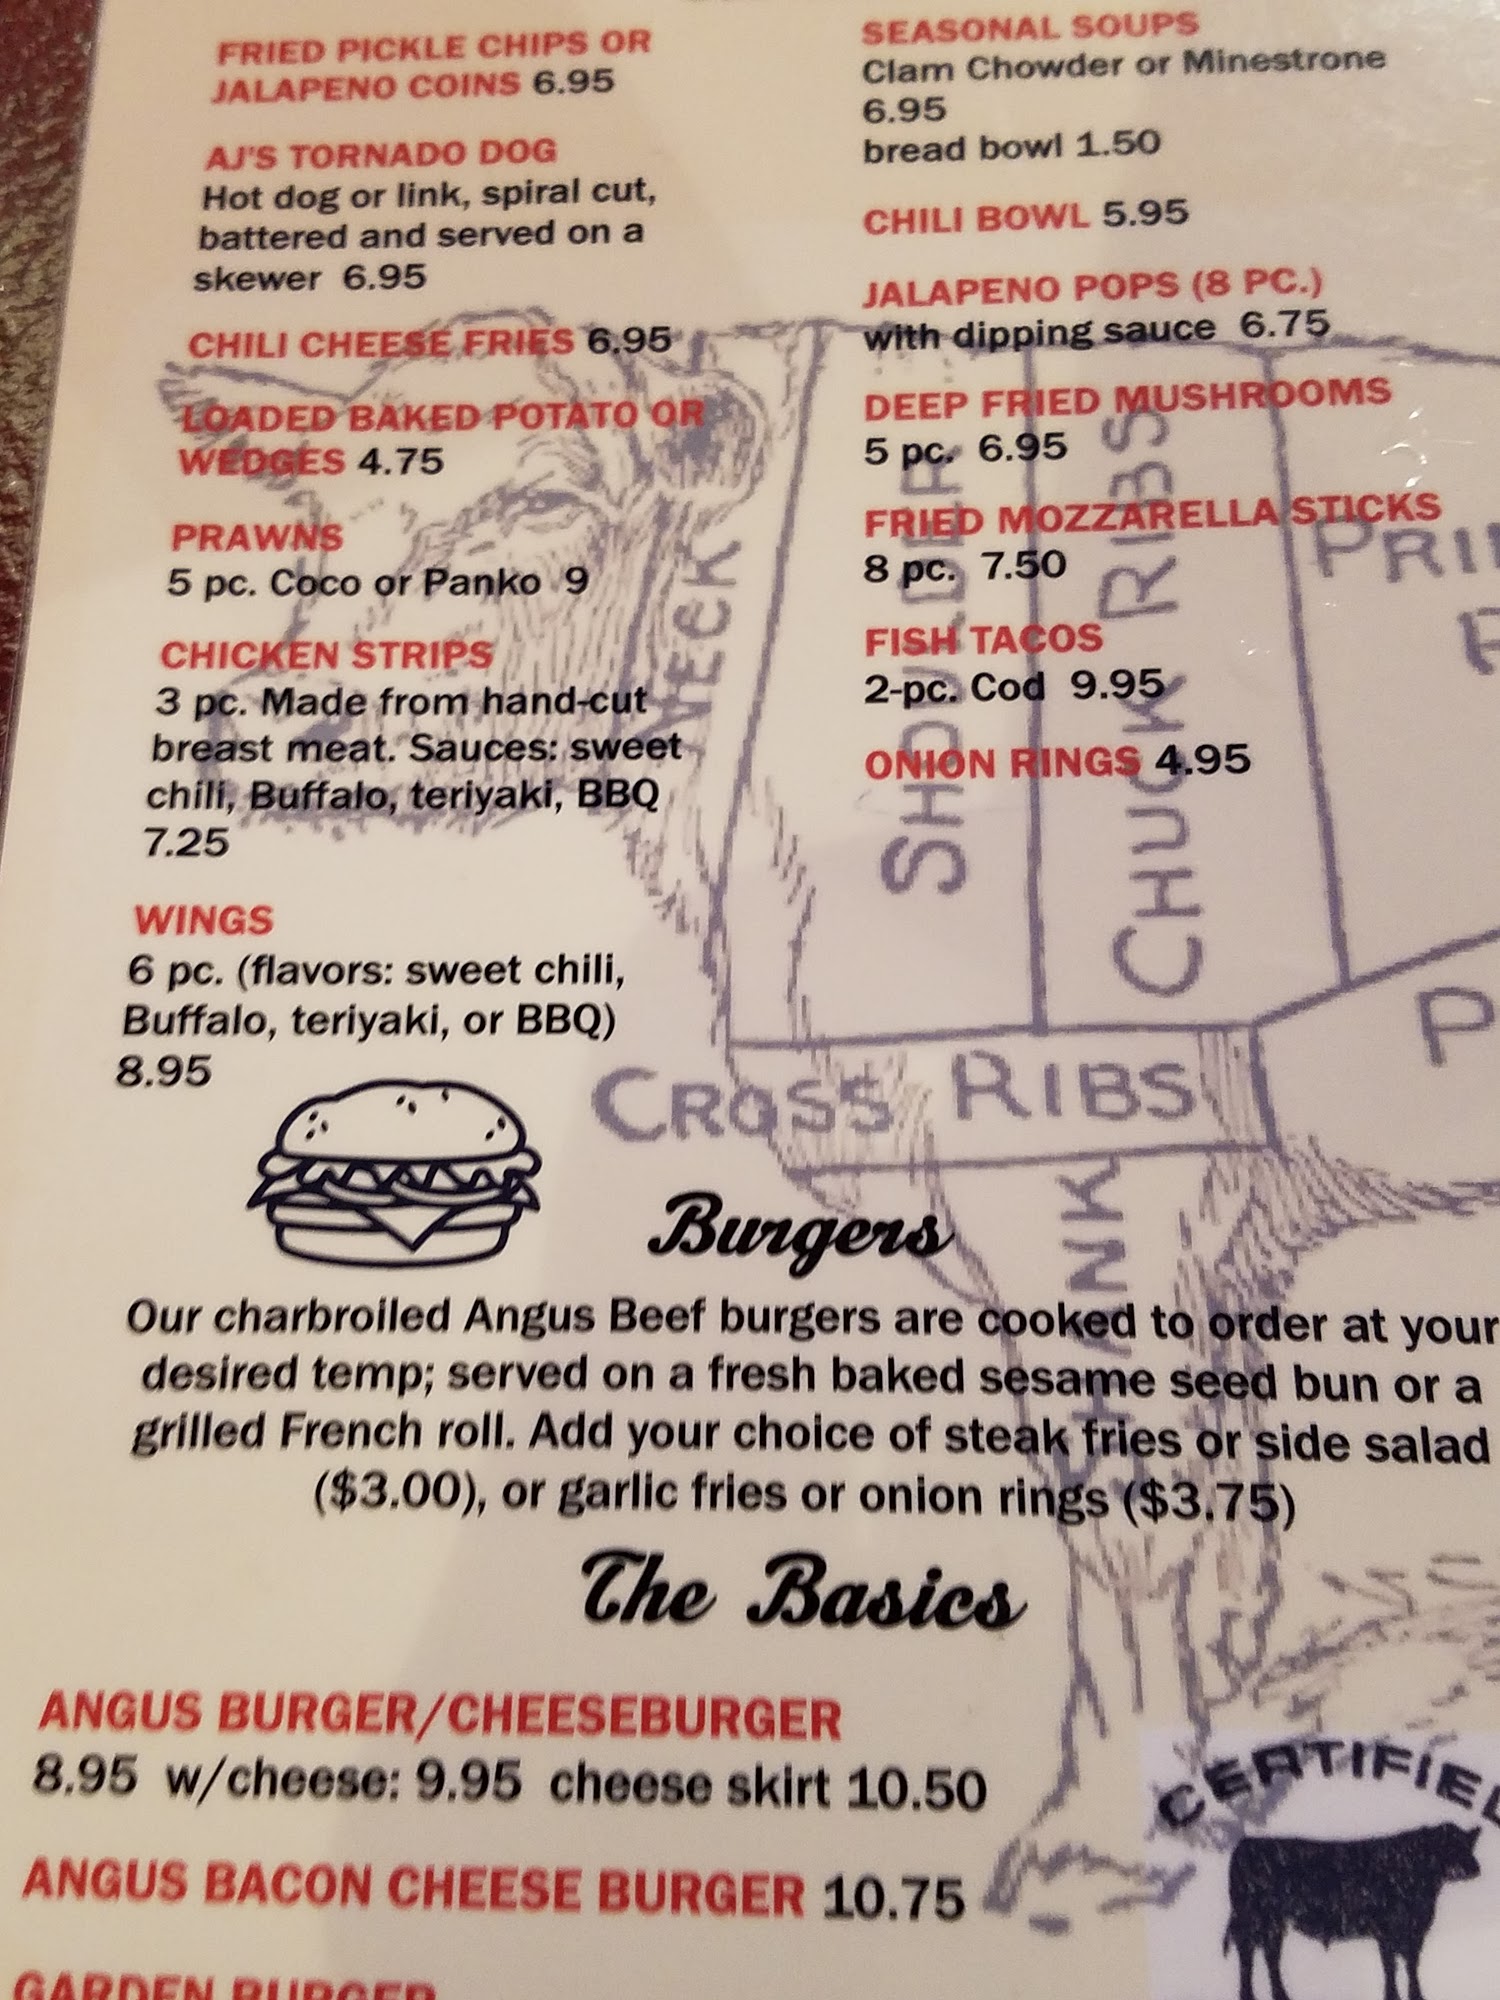 FRIED PICKLE CHIPS OR
JALAPENO COINS 6.95
AJ'S TORNADO DOG
Hot dog or link, spiral cut,
battered and served on a
skewer 6.95
CHILI CHEESE FRIES 6.95
LOADED BAKED POTATO OR
WEDGES 4.75
PRAWNS
5 pc. Coco or Panko 9
CHICKEN STRIPS
3 pc. Made from hand-cut
breast meat. Sauces: sweet
chili, Buffalo, teriyaki, BBQ
7.25
WINGS
6 pc. (flavors: sweet chili,
Buffalo, teriyaki, or BBQ)
8.95
SEASONAL SOUPS
Clam Chowder or Minestrone
6.95
bread bowl 1.50
CHILI BOWL 5.95
JALAPENO POPS (8 PC.)
with dipping sauce 6.75
DEEP FRIED MUSHROOMS
5 pc. 6.95
FRIED MOZZARELLA STICKS
8 pc. 7.50
FISH TACOS
2-pc. Cod 9.95
ONION RINGS 4.95
NECK
SHOULDER
CHUCK RIBS
CROSS RIBS
SHANK
Burgers
Our charbroiled Angus Beef burgers are cooked to order at your
desired temp; served on a fresh baked sesame seed bun or a
grilled French roll. Add your choice of steak fries or side salad
($3.00), or garlic fries or onion rings ($3.75)
The Basics
ANGUS BURGER/CHEESEBURGER
8.95 w/cheese: 9.95 cheese skirt 10.50
ANGUS BACON CHEESE BURGER 10.75
GARDEN BURGER